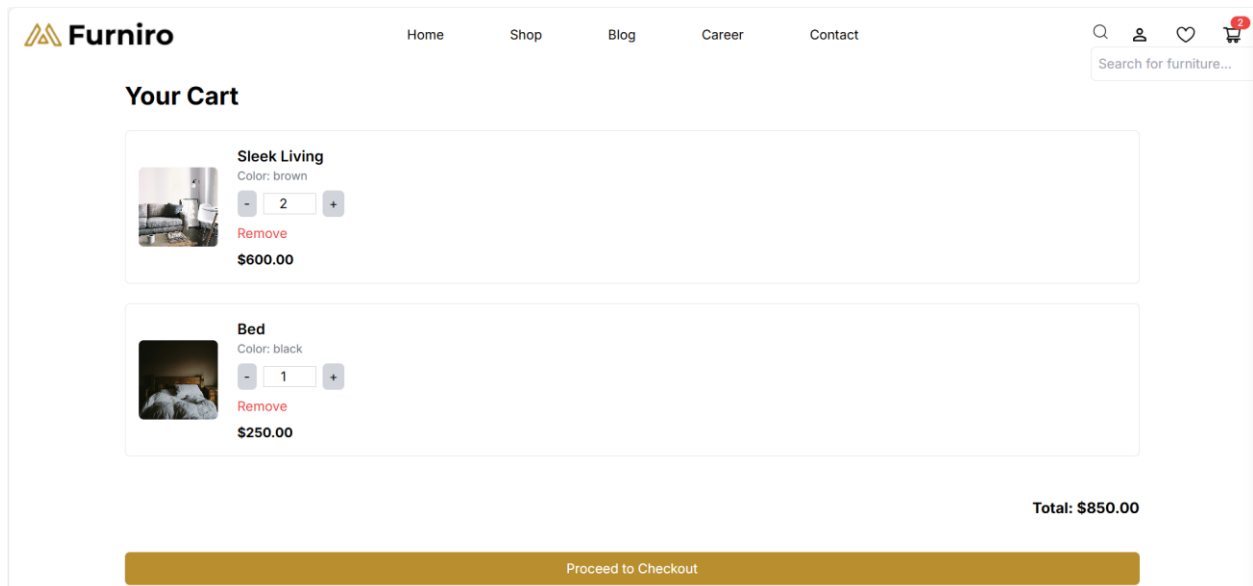 Furniro Home Shop Blog Career Contact 2
Search for furniture...
Your Cart
Sleek Living
Color: brown
- 2 +
Remove
$600.00
Bed
Color: black
- 1 +
Remove
$250.00
Total: $850.00
Proceed to Checkout